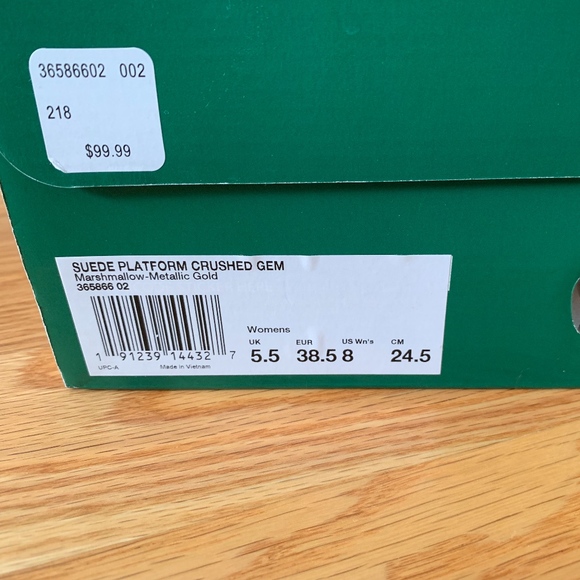 36586602 002
218
$99.99
SUEDE PLATFORM CRUSHED GEM
Marshmallow-Metallic Gold
365866 02
1 91239 14432 7
UPC-A Made in Vietnam
Womens
UK EUR US Wn's CM
5.5 38.5 8 24.5